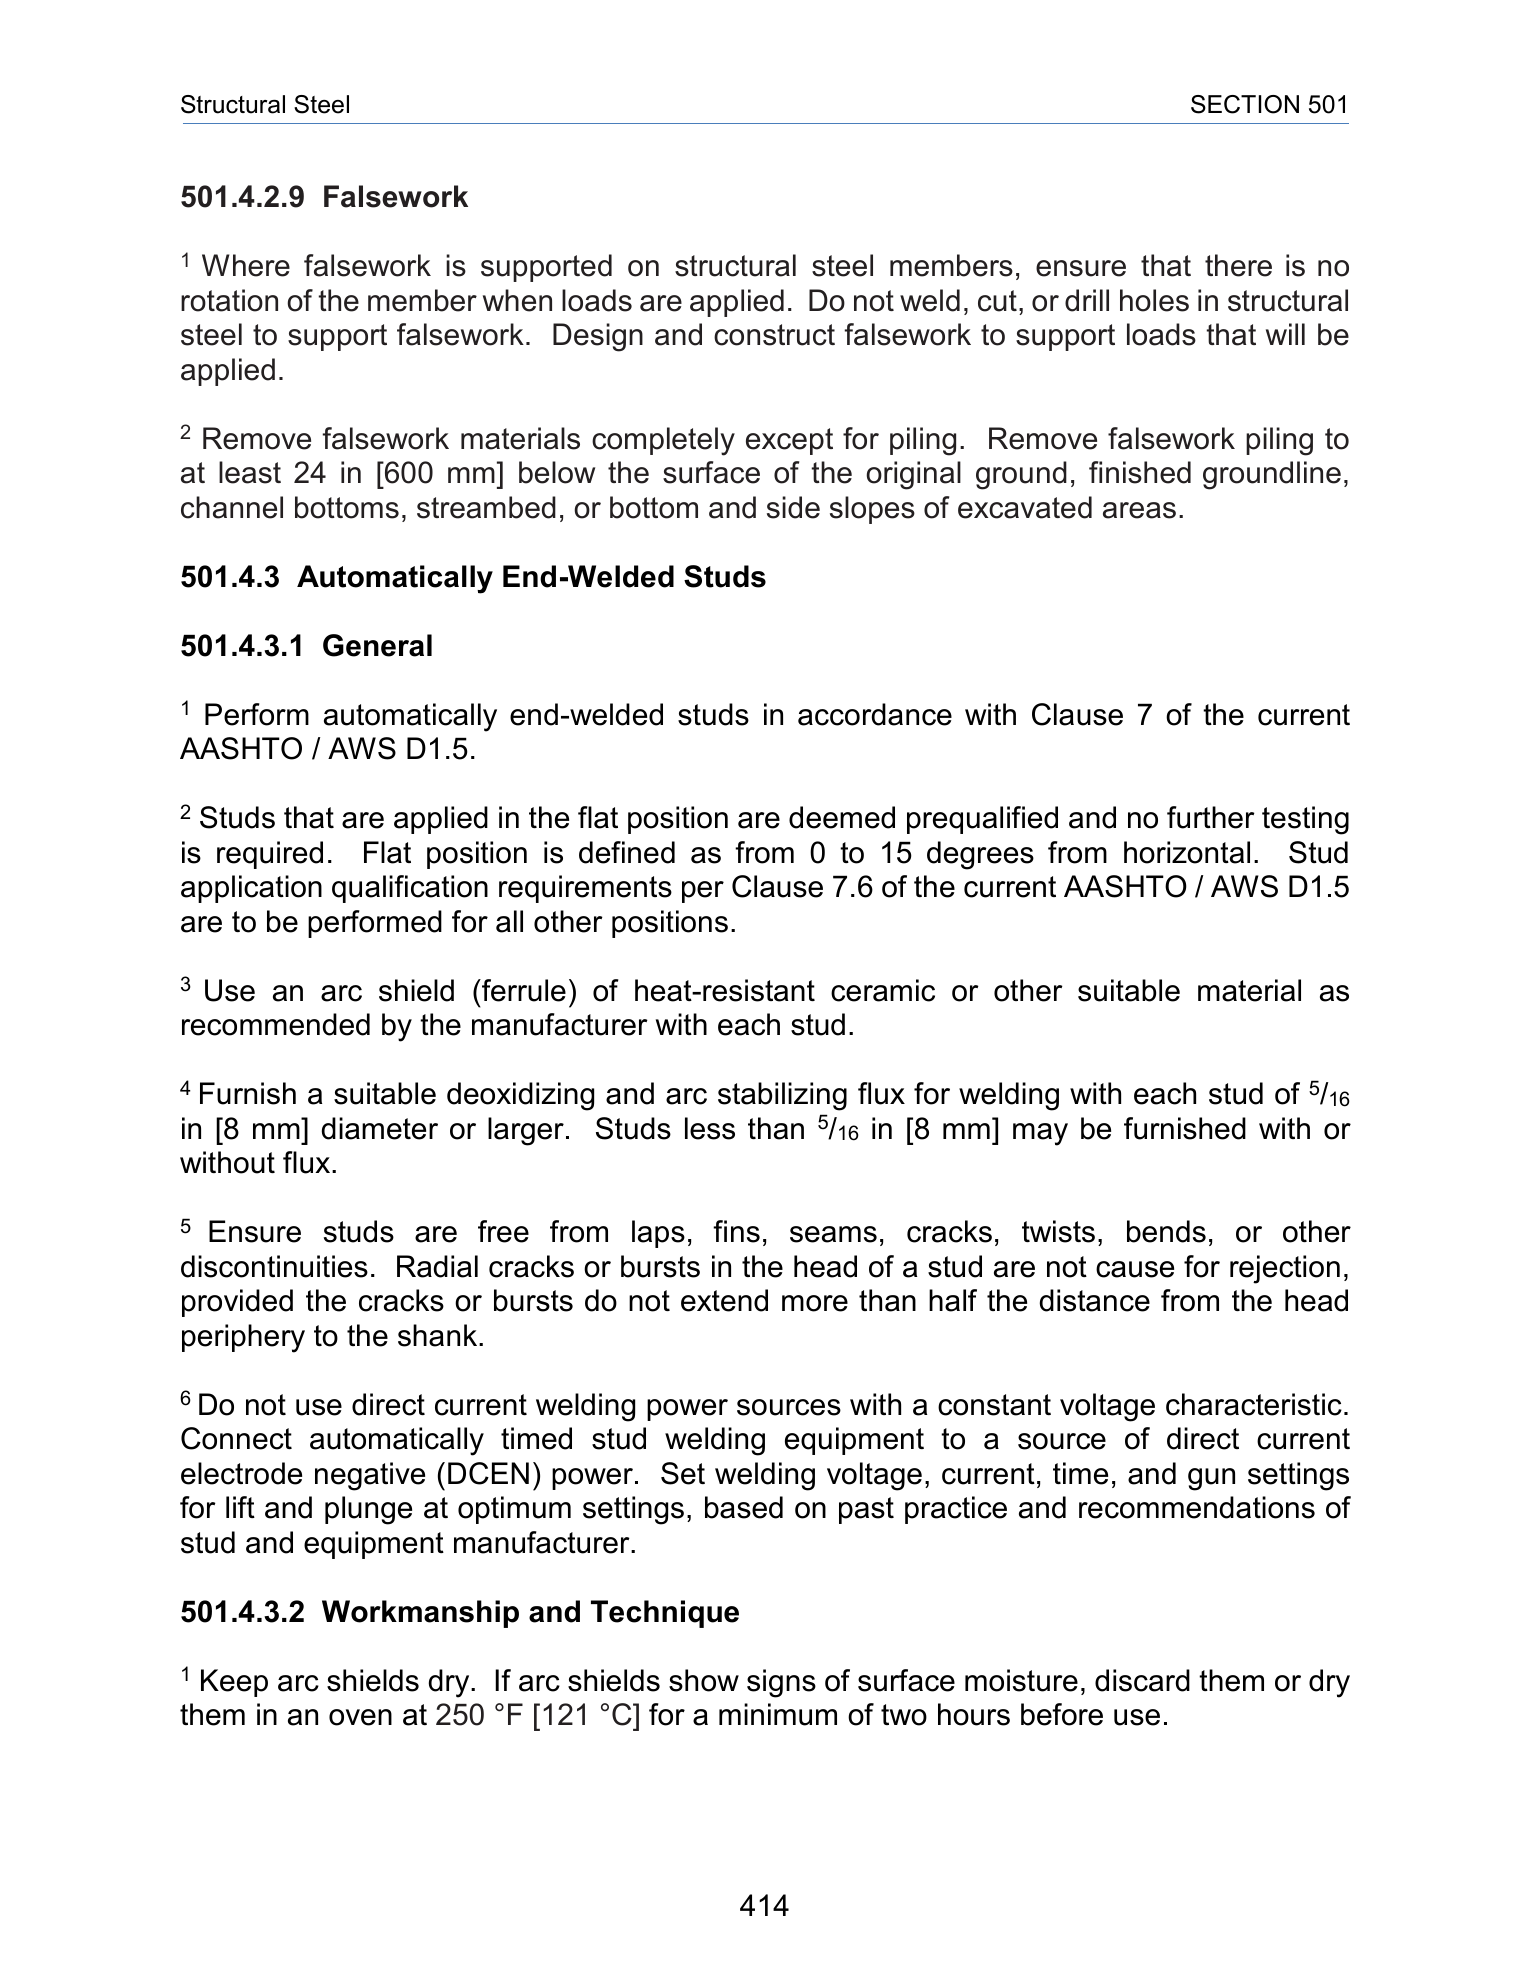 Structural Steel SECTION 501
501.4.2.9 Falsework
1 Where falsework is supported on structural steel members, ensure that there is no
rotation of the member when loads are applied. Do not weld, cut, or drill holes in structural
steel to support falsework. Design and construct falsework to support loads that will be
applied.
2 Remove falsework materials completely except for piling. Remove falsework piling to
at least 24 in [600 mm] below the surface of the original ground, finished groundline,
channel bottoms, streambed, or bottom and side slopes of excavated areas.
501.4.3 Automatically End-Welded Studs
501.4.3.1 General
1 Perform automatically end-welded studs in accordance with Clause 7 of the current
AASHTO / AWS D1.5.
2 Studs that are applied in the flat position are deemed prequalified and no further testing
is required. Flat position is defined as from 0 to 15 degrees from horizontal. Stud
application qualification requirements per Clause 7.6 of the current AASHTO / AWS D1.5
are to be performed for all other positions.
3 Use an arc shield (ferrule) of heat-resistant ceramic or other suitable material as
recommended by the manufacturer with each stud.
4 Furnish a suitable deoxidizing and arc stabilizing flux for welding with each stud of 5/16
in [8 mm] diameter or larger. Studs less than 5/16 in [8 mm] may be furnished with or
without flux.
5 Ensure studs are free from laps, fins, seams, cracks, twists, bends, or other
discontinuities. Radial cracks or bursts in the head of a stud are not cause for rejection,
provided the cracks or bursts do not extend more than half the distance from the head
periphery to the shank.
6 Do not use direct current welding power sources with a constant voltage characteristic.
Connect automatically timed stud welding equipment to a source of direct current
electrode negative (DCEN) power. Set welding voltage, current, time, and gun settings
for lift and plunge at optimum settings, based on past practice and recommendations of
stud and equipment manufacturer.
501.4.3.2 Workmanship and Technique
1 Keep arc shields dry. If arc shields show signs of surface moisture, discard them or dry
them in an oven at 250 °F [121 °C] for a minimum of two hours before use.
414